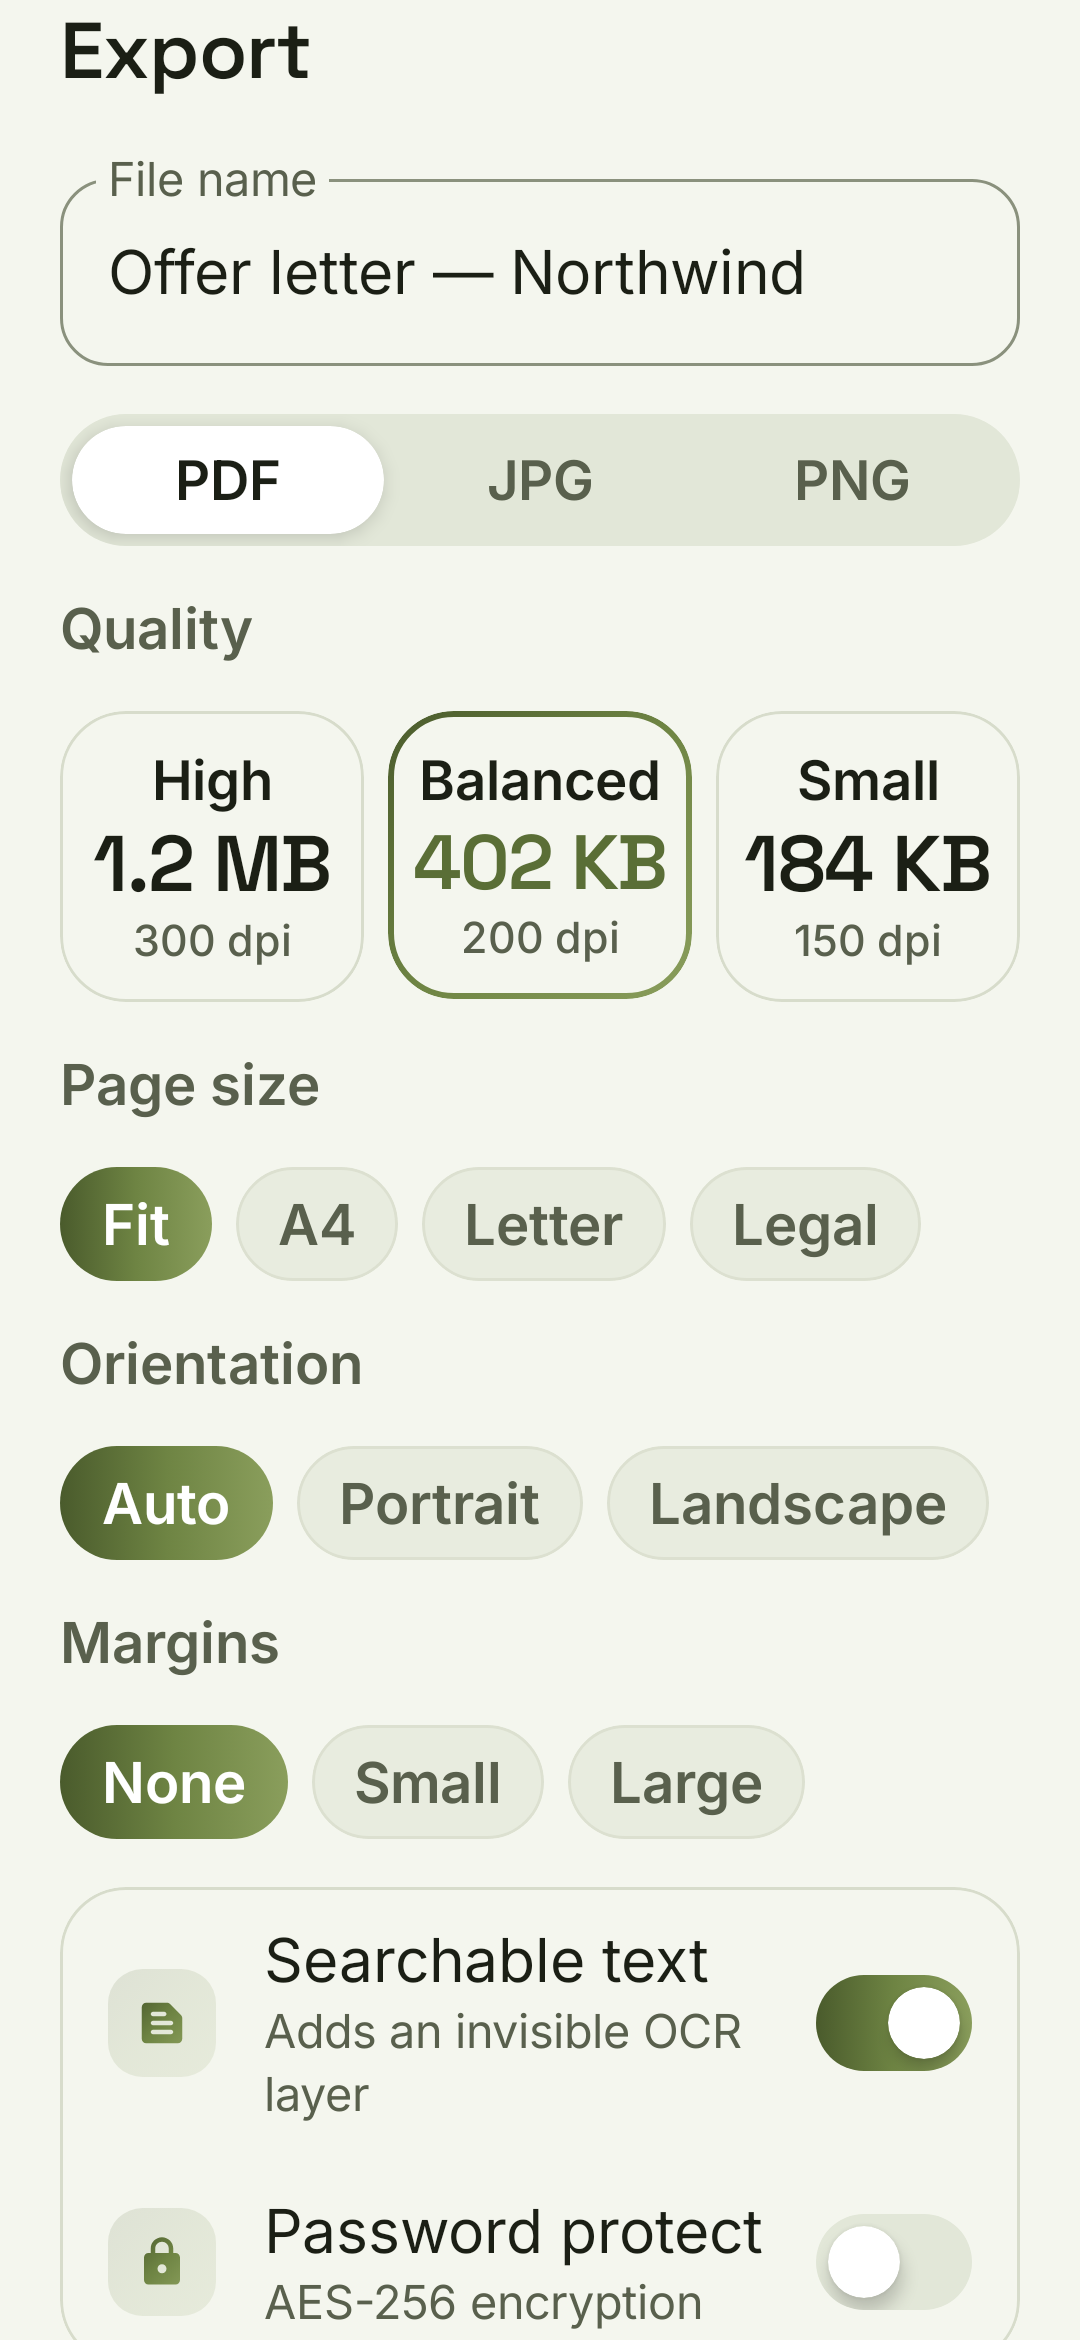 Export
File name
Offer letter — Northwind
PDF JPG PNG
Quality
High Balanced Small
1.2 MB 402 KB 184 KB
300 dpi 200 dpi 150 dpi
Page size
Fit A4 Letter Legal
Orientation
Auto Portrait Landscape
Margins
None Small Large
Searchable text
Adds an invisible OCR
layer
Password protect
AES-256 encryption